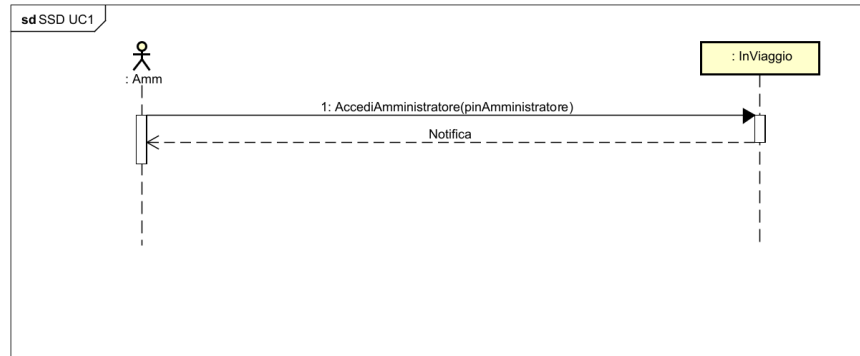 sd SSD UC1
: Amm
: InViaggio
1: AccediAmministratore(pinAmministratore)
Notifica